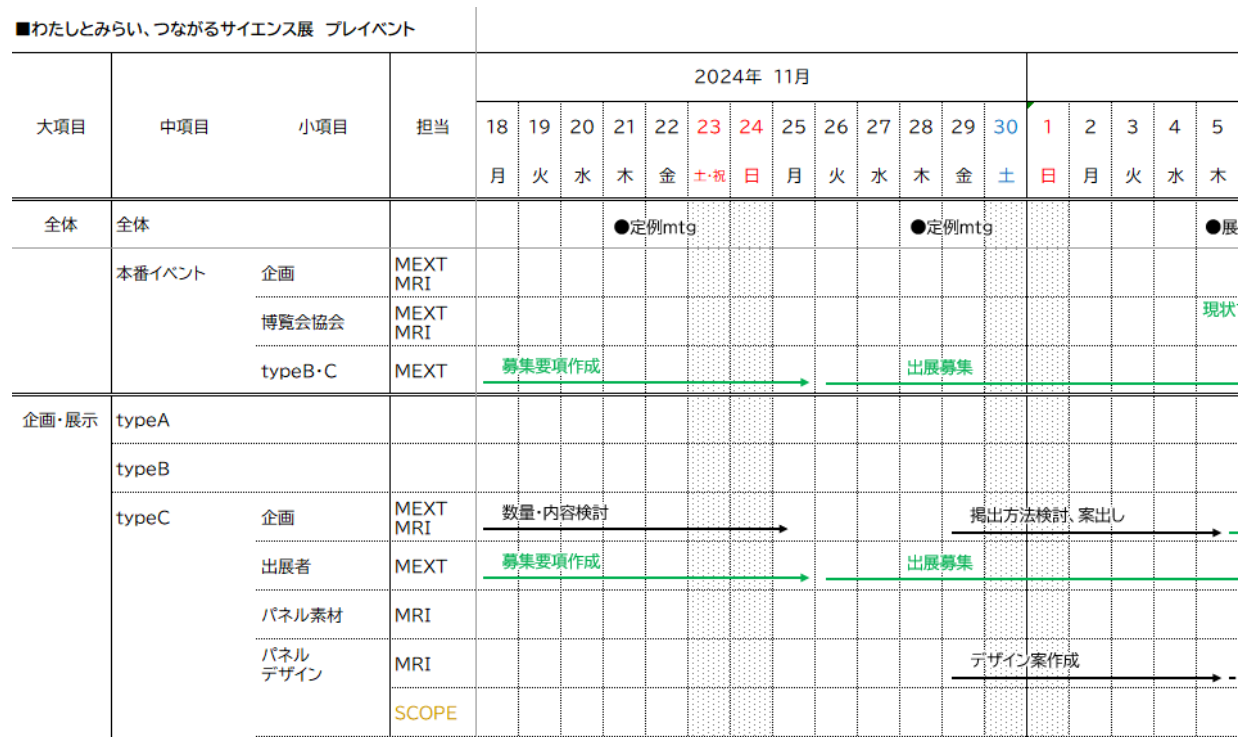 ■わたしとみらい、つながるサイエンス展 プレイベント
2024年 11月
大項目 中項目 小項目 担当 18 19 20 21 22 23 24 25 26 27 28 29 30 1 2 3 4 5
月 火 水 木 金 土・祝 日 月 火 水 木 金 土 日 月 火 水 木
全体 全体 ●定例mtg ●定例mtg ●展
本番イベント 企画 MEXT
MRI
博覧会協会 MEXT
MRI
現状
typeB・C MEXT 募集要項作成 出展募集
企画・展示 typeA
typeB
typeC 企画 MEXT
MRI
数量・内容検討 掲出方法検討、案出し
出展者 MEXT 募集要項作成 出展募集
パネル素材 MRI
パネル
デザイン
MRI デザイン案作成
SCOPE